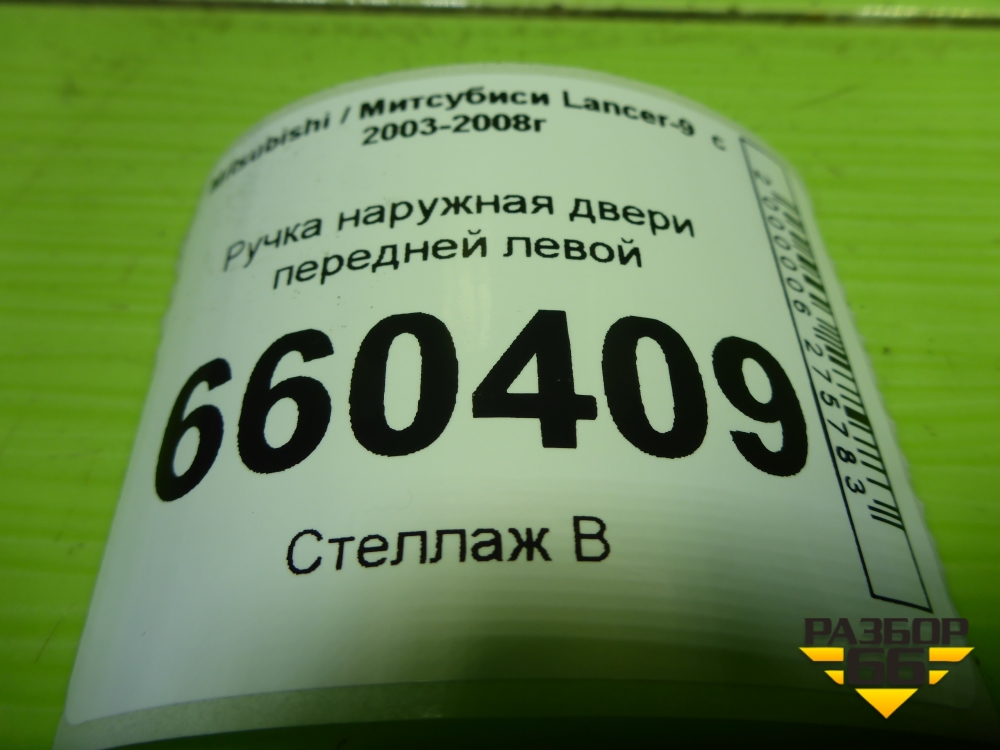 Mitsubishi / Митсубиси Lancer-9 с
2003-2008г
Ручка наружная двери
передней левой
660409
Стеллаж В
2000006275783
РАЗБОР
66